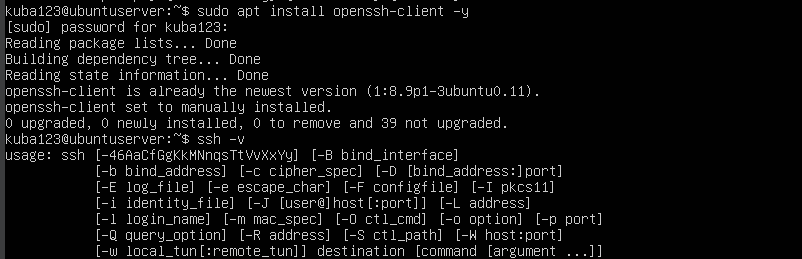 kuba123@ubuntuserver:~$ sudo apt install openssh-client -y
[sudo] password for kuba123:
Reading package lists... Done
Building dependency tree... Done
Reading state information... Done
openssh-client is already the newest version (1:8.9p1-3ubuntu0.11).
openssh-client set to manually installed.
0 upgraded, 0 newly installed, 0 to remove and 39 not upgraded.
kuba123@ubuntuserver:~$ ssh -v
usage: ssh [-46AaCfGgKkMNnqsTtVvXxYy] [-B bind_interface]
           [-b bind_address] [-c cipher_spec] [-D [bind_address:]port]
           [-E log_file] [-e escape_char] [-F configfile] [-I pkcs11]
           [-i identity_file] [-J [user@]host[:port]] [-L address]
           [-l login_name] [-m mac_spec] [-O ctl_cmd] [-o option] [-p port]
           [-Q query_option] [-R address] [-S ctl_path] [-W host:port]
           [-w local_tun[:remote_tun]] destination [command [argument ...]]